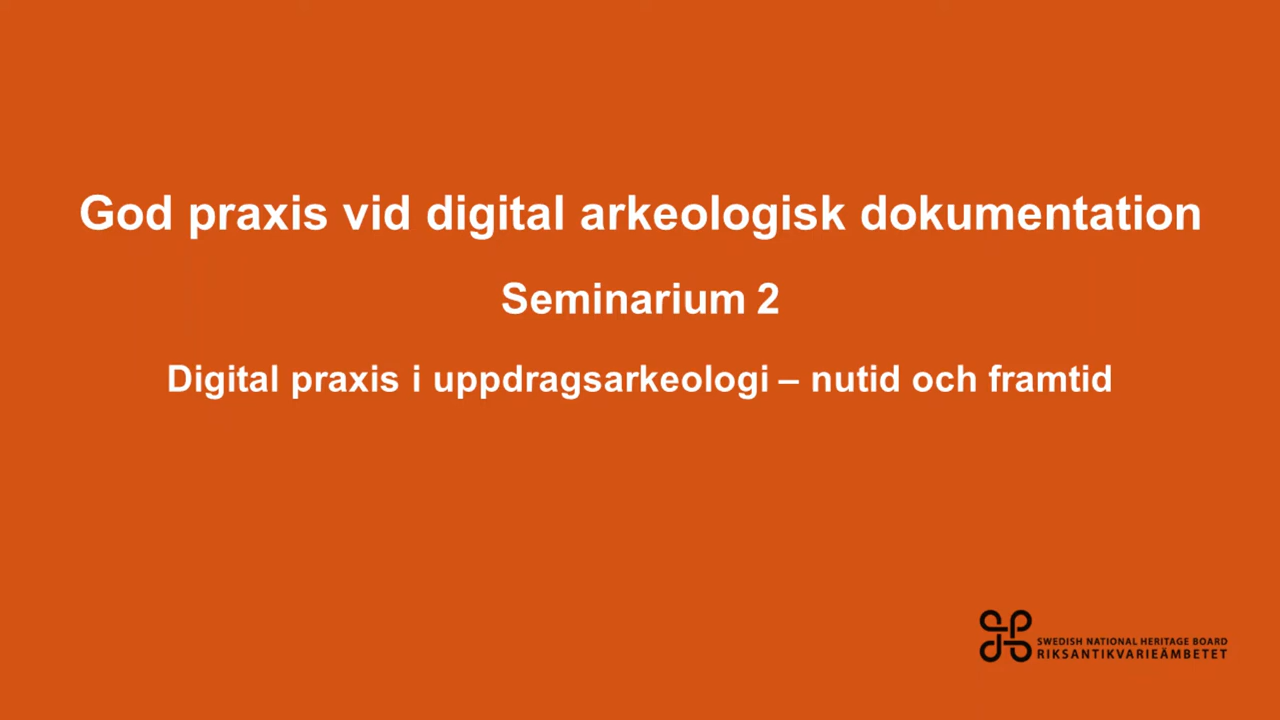 God praxis vid digital arkeologisk dokumentation
Seminarium 2
Digital praxis i uppdragsarkeologi – nutid och framtid
SWEDISH NATIONAL HERITAGE BOARD
RIKSANTIKVARIEÄMBETET